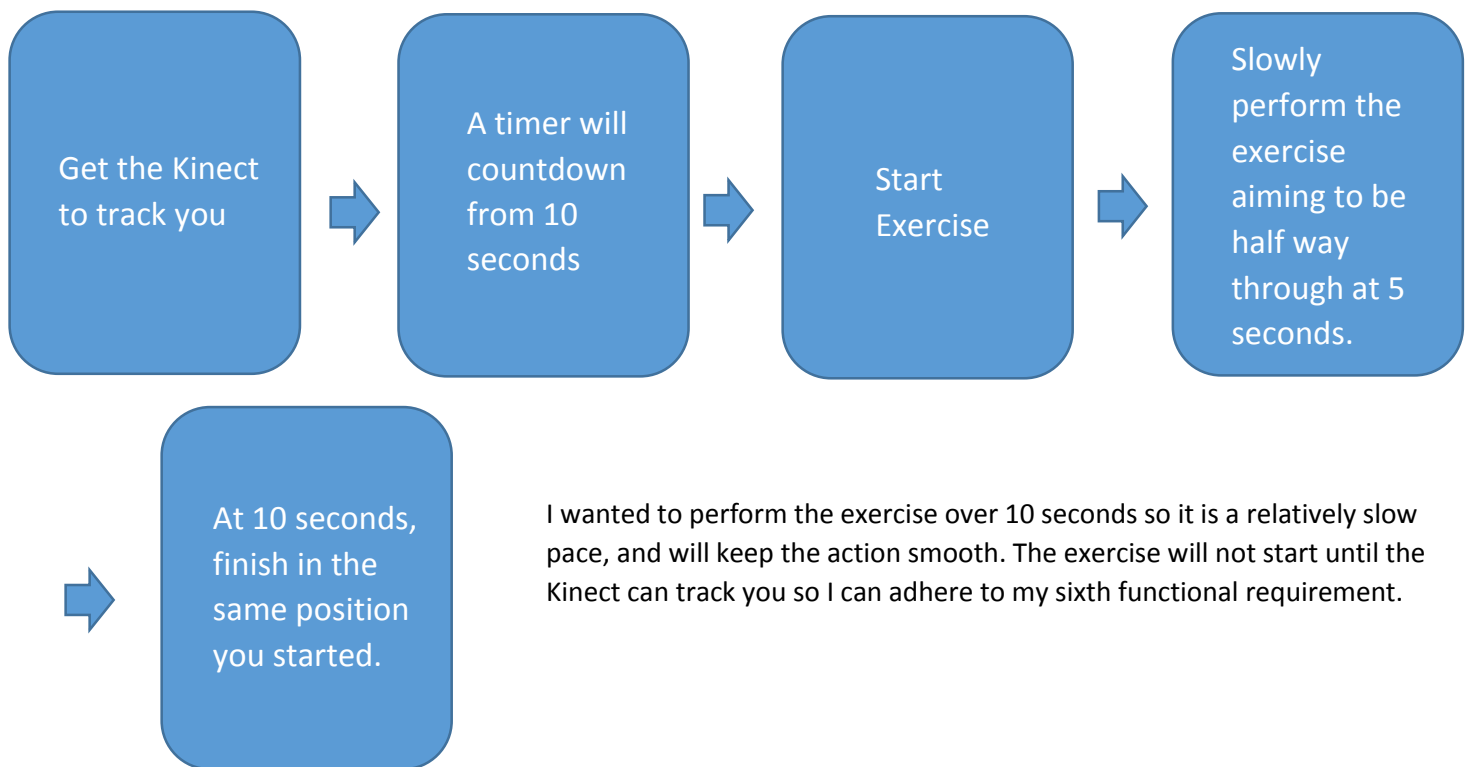 Get the Kinect
to track you
A timer will
countdown
from 10
seconds
Start
Exercise
Slowly
perform the
exercise
aiming to be
half way
through at 5
seconds.
At 10 seconds,
finish in the
same position
you started.
I wanted to perform the exercise over 10 seconds so it is a relatively slow
pace, and will keep the action smooth. The exercise will not start until the
Kinect can track you so I can adhere to my sixth functional requirement.